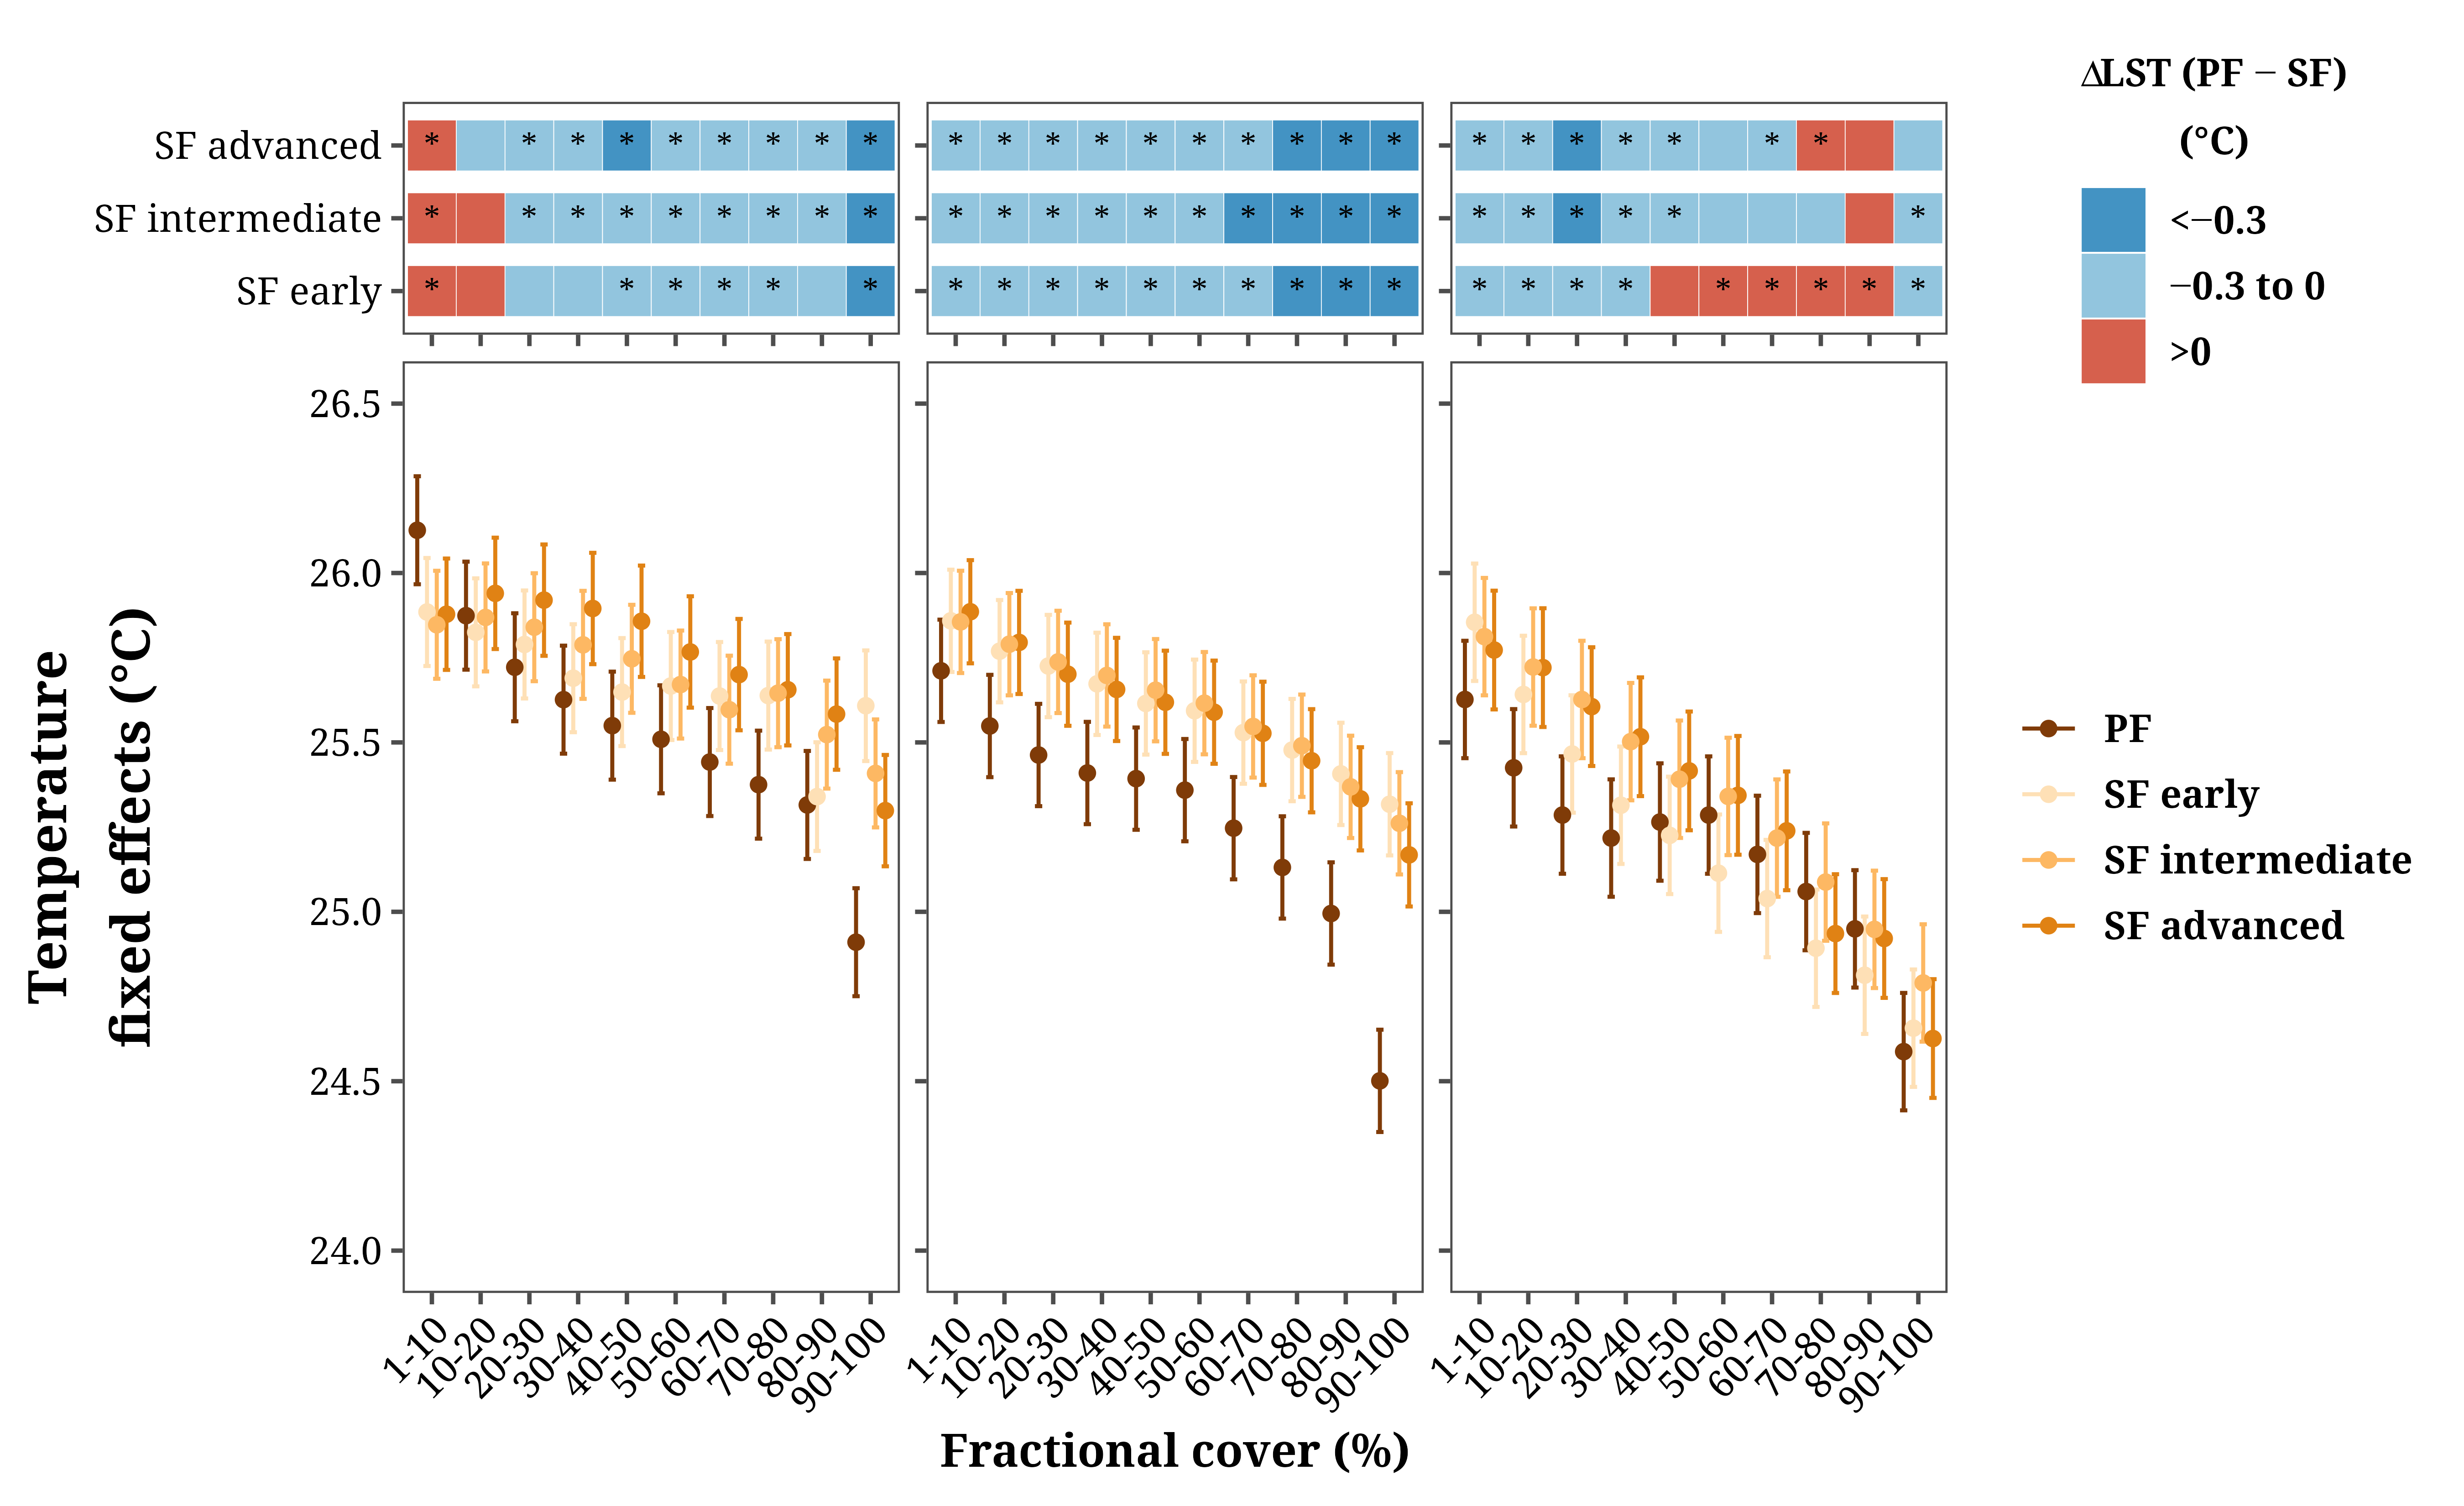 ΔLST (PF − SF)
(°C)
<−0.3
−0.3 to 0
>0
SF advanced
* * * * * * * * *
* * * * * * * * * *
* * * * * * *
SF intermediate
* * * * * * * * *
* * * * * * * * * *
* * * * * *
SF early
* * * * * *
* * * * * * * * * *
* * * * * * * * *
Temperature
fixed effects (°C)
26.5
26.0
25.5
25.0
24.5
24.0
PF
SF early
SF intermediate
SF advanced
1-10 10-20 20-30 30-40 40-50 50-60 60-70 70-80 80-90 90-100
1-10 10-20 20-30 30-40 40-50 50-60 60-70 70-80 80-90 90-100
1-10 10-20 20-30 30-40 40-50 50-60 60-70 70-80 80-90 90-100
Fractional cover (%)